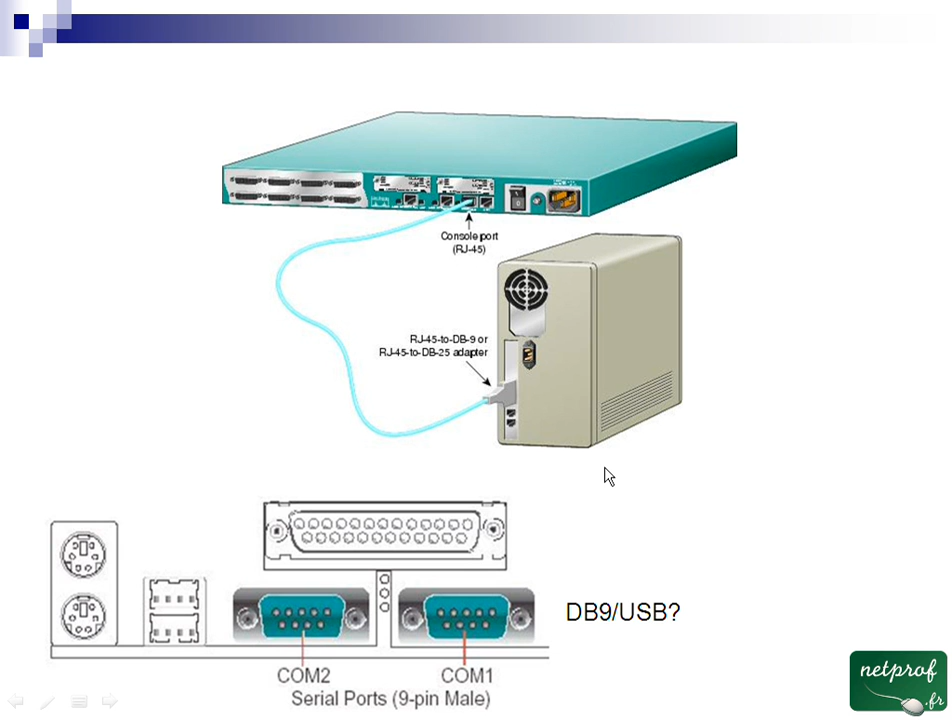 Console port
(RJ-45)
RJ-45-to-DB-9 or
RJ-45-to-DB-25 adapter
DB9/USB?
COM2 COM1
Serial Ports (9-pin Male)
netprof
.fr